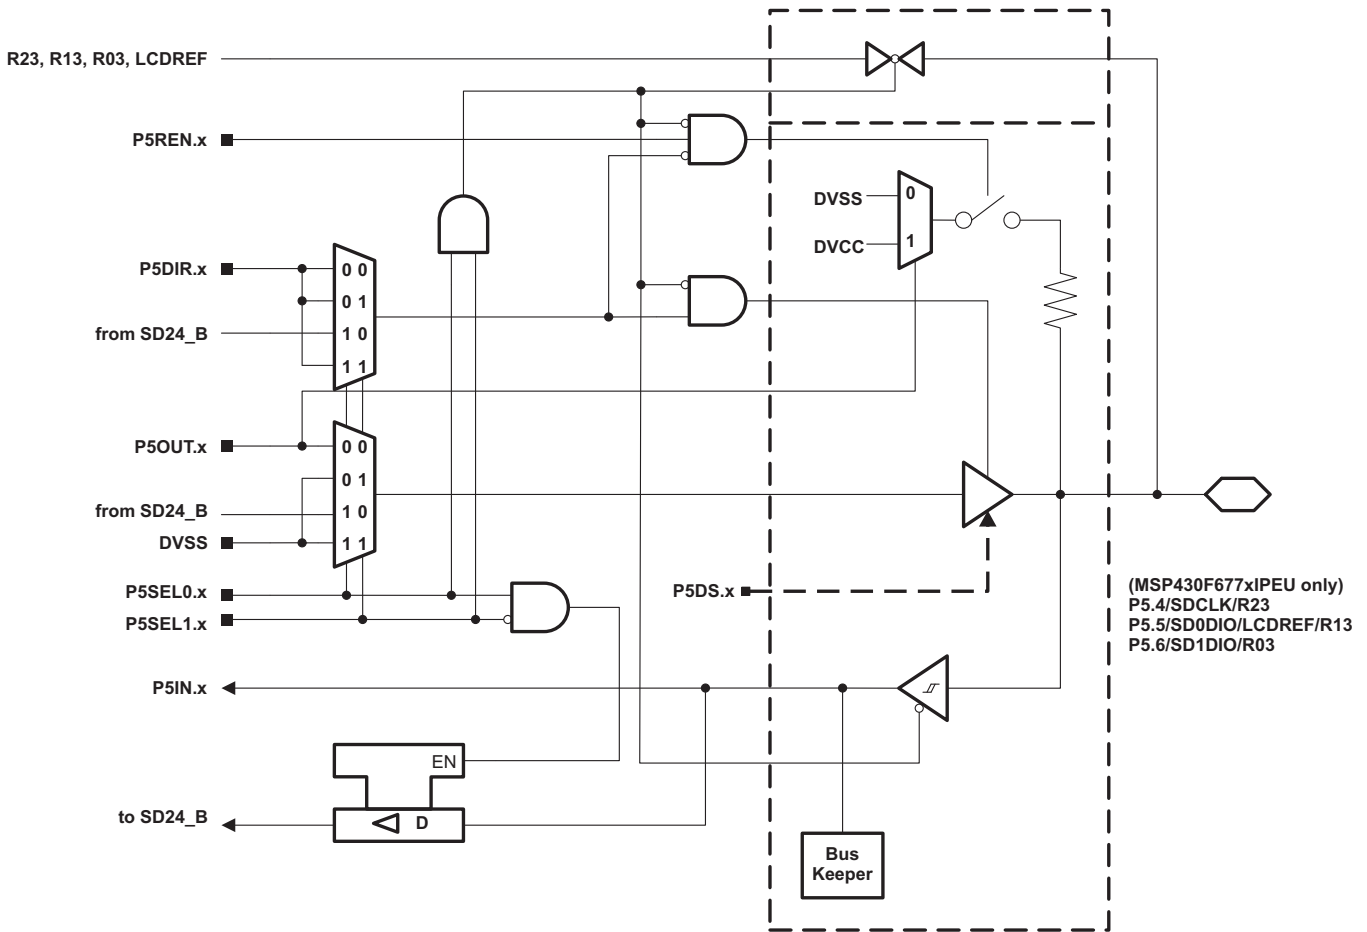 R23, R13, R03, LCDREF
P5REN.x
DVSS
0
DVCC
1
P5DIR.x
0 0
0 1
from SD24_B
1 0
1 1
P5OUT.x
0 0
0 1
from SD24_B
1 0
DVSS
1 1
P5SEL0.x
P5SEL1.x
P5DS.x
(MSP430F677xIPEU only)
P5.4/SDCLK/R23
P5.5/SD0DIO/LCDREF/R13
P5.6/SD1DIO/R03
P5IN.x
EN
to SD24_B
D
Bus
Keeper